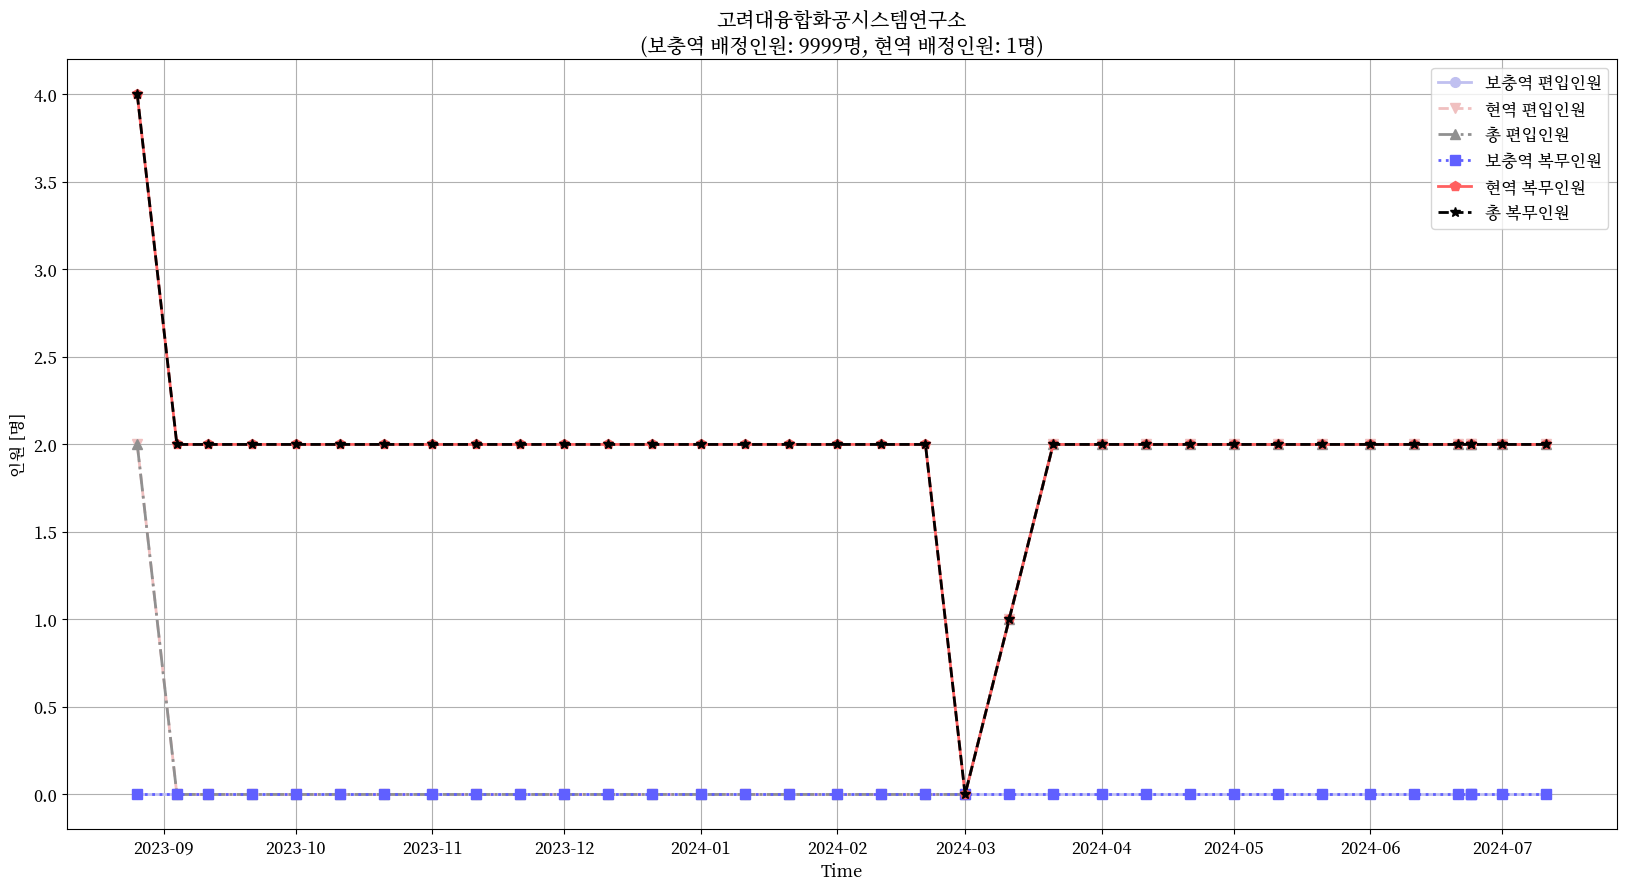 고려대융합화공시스템연구소
(보충역 배정인원: 9999명, 현역 배정인원: 1명)
보충역 편입인원
현역 편입인원
총 편입인원
보충역 복무인원
현역 복무인원
총 복무인원
인원 [명]
4.0
3.5
3.0
2.5
2.0
1.5
1.0
0.5
0.0
2023-09
2023-10
2023-11
2023-12
2024-01
2024-02
2024-03
2024-04
2024-05
2024-06
2024-07
Time